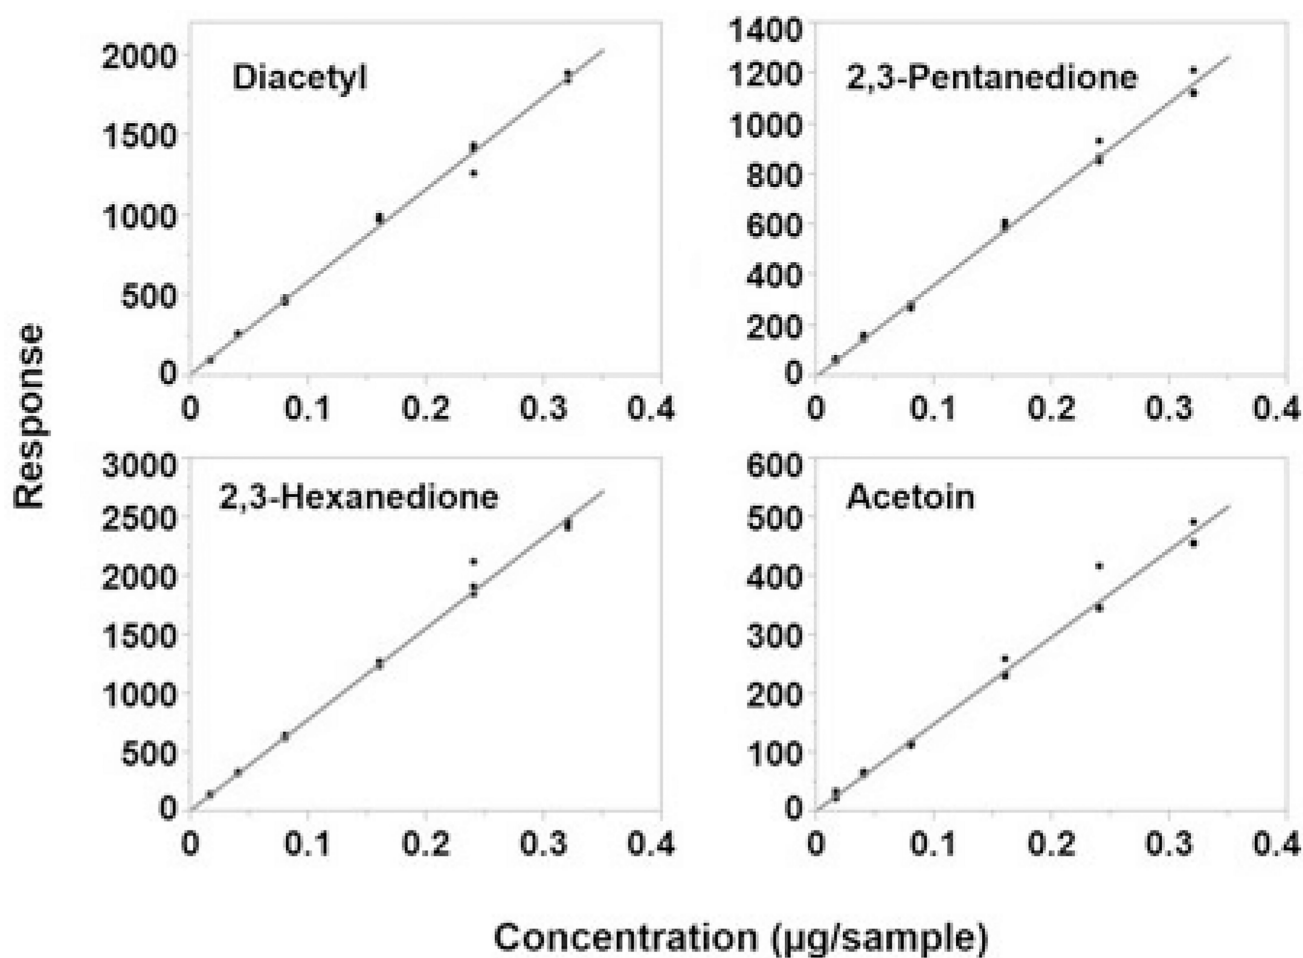 Response
Diacetyl
2000
1500
1000
500
0
0 0.1 0.2 0.3 0.4
2,3-Pentanedione
1400
1200
1000
800
600
400
200
0
0 0.1 0.2 0.3 0.4
2,3-Hexanedione
3000
2500
2000
1500
1000
500
0
0 0.1 0.2 0.3 0.4
Acetoin
600
500
400
300
200
100
0
0 0.1 0.2 0.3 0.4
Concentration (µg/sample)